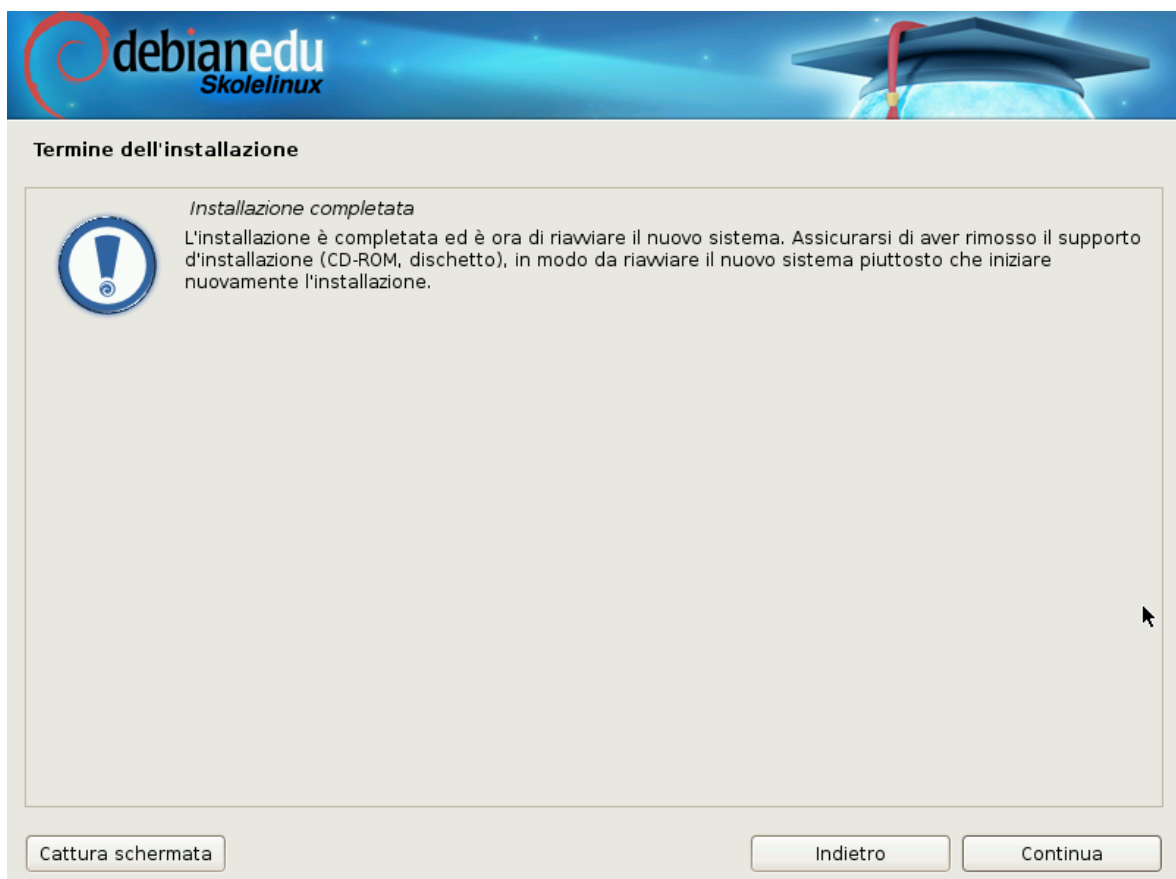 debianedu
Skolelinux
Termine dell'installazione
Installazione completata
L'installazione è completata ed è ora di riavviare il nuovo sistema. Assicurarsi di aver rimosso il supporto
d'installazione (CD-ROM, dischetto), in modo da riavviare il nuovo sistema piuttosto che iniziare
nuovamente l'installazione.
Cattura schermata
Indietro
Continua